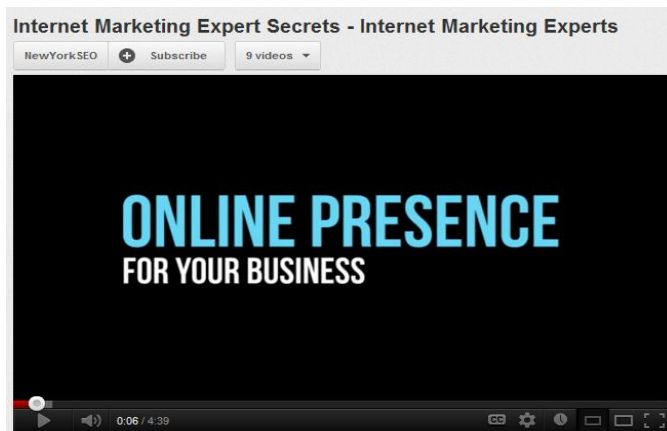 Internet Marketing Expert Secrets - Internet Marketing Experts
NewYorkSEO Subscribe 9 videos
ONLINE PRESENCE
FOR YOUR BUSINESS
0:06 / 4:39 CC